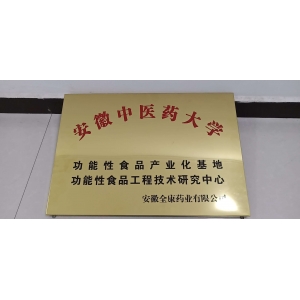 安徽中医药大学
功能性食品产业化基地
功能性食品工程技术研究中心
安徽全康药业有限公司